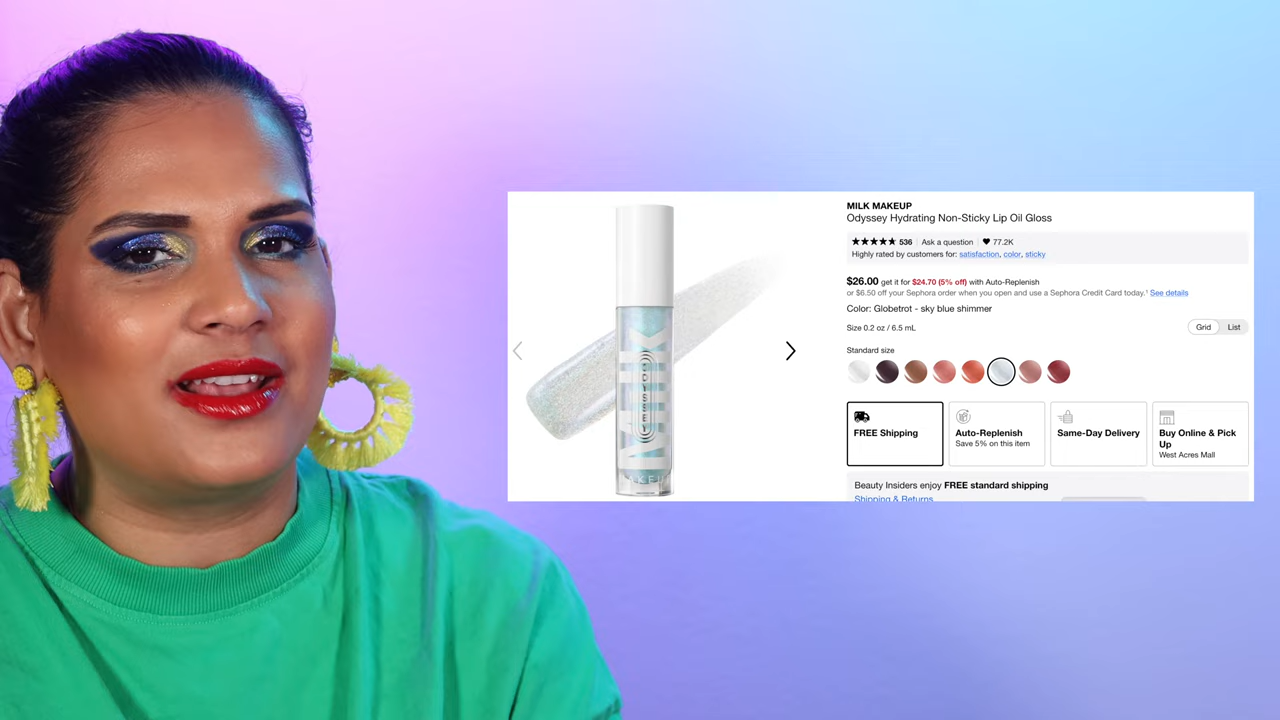 MILK MAKEUP
Odyssey Hydrating Non-Sticky Lip Oil Gloss
536 Ask a question 77.2K
Highly rated by customers for: satisfaction, color, sticky
$26.00 get it for $24.70 (5% off) with Auto-Replenish
or $6.50 off your Sephora order when you open and use a Sephora Credit Card today.¹ See details
Color: Globetrot - sky blue shimmer
Size 0.2 oz / 6.5 mL
Grid List
Standard size
FREE Shipping
Auto-Replenish
Save 5% on this item
Same-Day Delivery
Buy Online & Pick
Up
West Acres Mall
Beauty Insiders enjoy FREE standard shipping
Shipping & Returns
MILK
ODYSSEY
MAKEUP